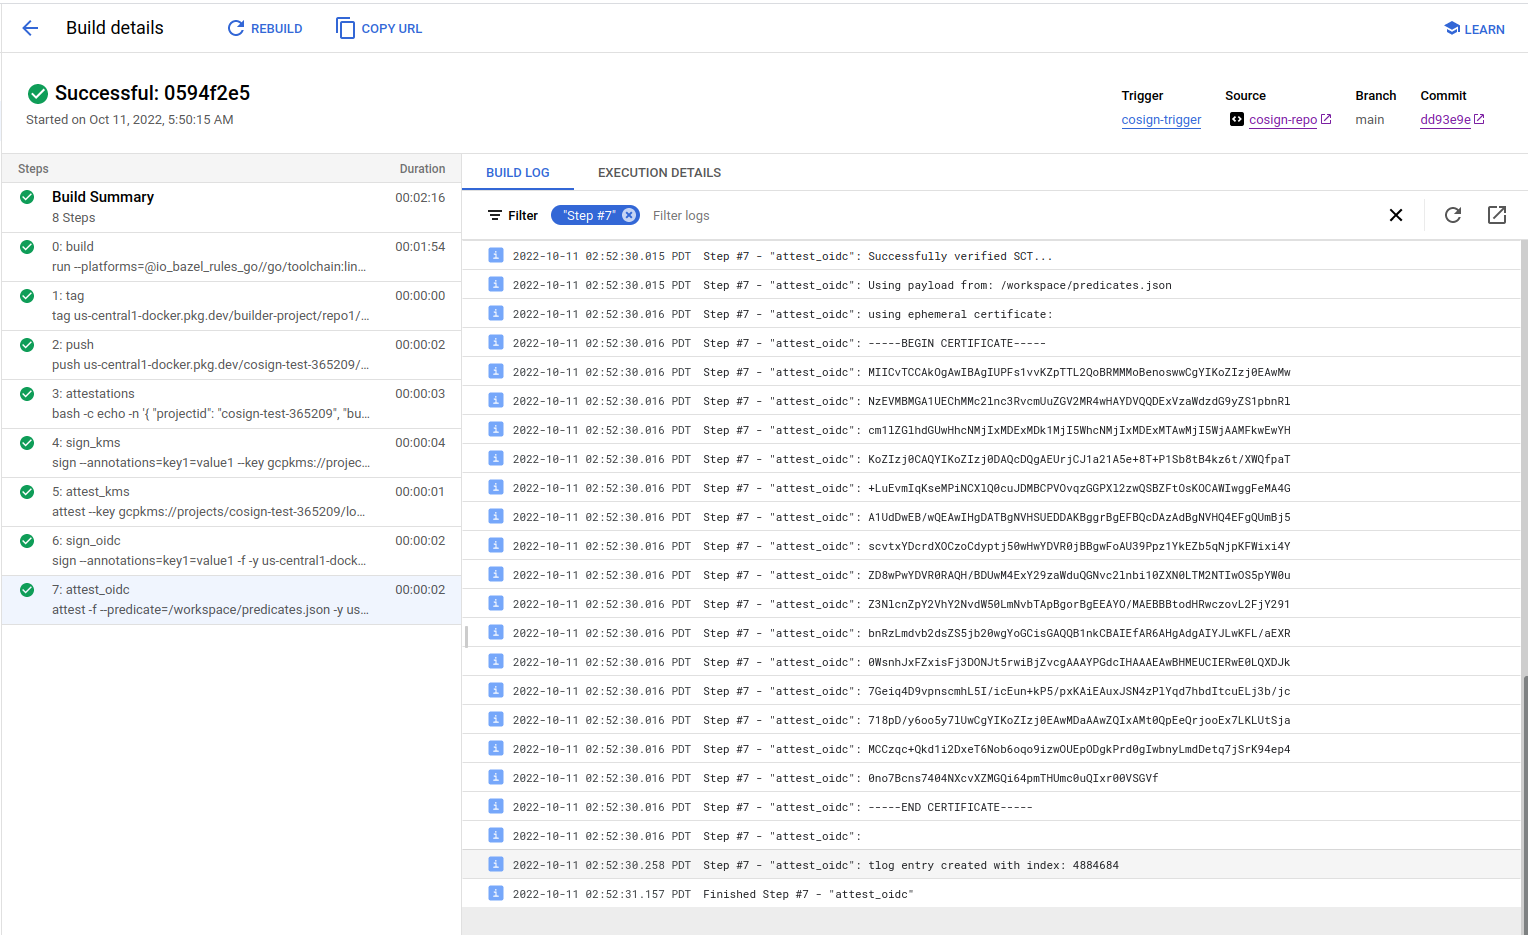 Build details
REBUILD
COPY URL
LEARN
Successful: 0594f2e5
Started on Oct 11, 2022, 5:50:15 AM
Trigger
cosign-trigger
Source
cosign-repo
Branch
main
Commit
dd93e9e
Steps Duration
Build Summary 00:02:16
8 Steps
0: build 00:01:54
run --platforms=@io_bazel_rules_go//go/toolchain:lin...
1: tag 00:00:00
tag us-central1-docker.pkg.dev/builder-project/repo1/...
2: push 00:00:02
push us-central1-docker.pkg.dev/cosign-test-365209/...
3: attestations 00:00:03
bash -c echo -n '{ "projectid": "cosign-test-365209", "bu...
4: sign_kms 00:00:04
sign --annotations=key1=value1 --key gcpkms://projec...
5: attest_kms 00:00:01
attest --key gcpkms://projects/cosign-test-365209/lo...
6: sign_oidc 00:00:02
sign --annotations=key1=value1 -f -y us-central1-dock...
7: attest_oidc 00:00:02
attest -f --predicate=/workspace/predicates.json -y us...
BUILD LOG
EXECUTION DETAILS
Filter "Step #7" Filter logs
2022-10-11 02:52:30.015 PDT Step #7 - "attest_oidc": Successfully verified SCT...
2022-10-11 02:52:30.015 PDT Step #7 - "attest_oidc": Using payload from: /workspace/predicates.json
2022-10-11 02:52:30.016 PDT Step #7 - "attest_oidc": using ephemeral certificate:
2022-10-11 02:52:30.016 PDT Step #7 - "attest_oidc": -----BEGIN CERTIFICATE-----
2022-10-11 02:52:30.016 PDT Step #7 - "attest_oidc": MIICvTCCAkOgAwIBAgIUPFs1vvKZpTTL2QoBRMMMoBenoswwCgYIKoZIzj0EAwMw
2022-10-11 02:52:30.016 PDT Step #7 - "attest_oidc": NzEVMBMGA1UEChMMc2lnc3RvcmUuZGV2MR4wHAYDVQQDExVzaWdzdG9yZS1pbnRl
2022-10-11 02:52:30.016 PDT Step #7 - "attest_oidc": cm1lZGlhdGUwHhcNMjIxMDExMDk1MjI5WhcNMjIxMDExMTAwMjI5WjAAMFkwEwYH
2022-10-11 02:52:30.016 PDT Step #7 - "attest_oidc": KoZIzj0CAQYIKoZIzj0DAQcDQgAEUrjCJ1a21A5e+8T+P1Sb8tB4kz6t/XWQfpaT
2022-10-11 02:52:30.016 PDT Step #7 - "attest_oidc": +LuEvmIqKseMPiNCXlQ0cuJDMBCPVOvqzGGPXl2zwQSBZFtOsKOCAWIwggFeMA4G
2022-10-11 02:52:30.016 PDT Step #7 - "attest_oidc": A1UdDwEB/wQEAwIHgDATBgNVHSUEDDAKBggrBgEFBQcDAzAdBgNVHQ4EFgQUmBj5
2022-10-11 02:52:30.016 PDT Step #7 - "attest_oidc": scvtxYDcrdXOCzoCdyptj50wHwYDVR0jBBgwFoAU39Ppz1YkEZb5qNjpKFWixi4Y
2022-10-11 02:52:30.016 PDT Step #7 - "attest_oidc": ZD8wPwYDVR0RAQH/BDUwM4ExY29zaWduQGNvc2lnbi10ZXN0LTM2NTIwOS5pYW0u
2022-10-11 02:52:30.016 PDT Step #7 - "attest_oidc": Z3NlcnZpY2VhY2NvdW50LmNvbTApBgorBgEEAYO/MAEBBBtodHRwczovL2FjY291
2022-10-11 02:52:30.016 PDT Step #7 - "attest_oidc": bnRzLmdvb2dsZS5jb20wgYoGCisGAQQB1nkCBAIEfAR6AHgAdgAIYJLwKFL/aEXR
2022-10-11 02:52:30.016 PDT Step #7 - "attest_oidc": 0WsnhJxFZxisFj3DONJt5rwiBjZvcgAAAYPGdcIHAAAEAwBHMEUCIERwE0LQXDJk
2022-10-11 02:52:30.016 PDT Step #7 - "attest_oidc": 7Geiq4D9vpnscmhL5I/icEun+kP5/pxKAiEAuxJSN4zPlYqd7hbdItcuELj3b/jc
2022-10-11 02:52:30.016 PDT Step #7 - "attest_oidc": 718pD/y6oo5y7lUwCgYIKoZIzj0EAwMDaAAwZQIxAMt0QpEeQrjooEx7LKLUtSja
2022-10-11 02:52:30.016 PDT Step #7 - "attest_oidc": MCCzqc+Qkd1i2DxeT6Nob6oqo9izwOUEpODgkPrd0gIwbnyLmdDetq7jSrK94ep4
2022-10-11 02:52:30.016 PDT Step #7 - "attest_oidc": 0no7Bcns7404NXcvXZMGQi64pmTHUmc0uQIxr00VSGVf
2022-10-11 02:52:30.016 PDT Step #7 - "attest_oidc": -----END CERTIFICATE-----
2022-10-11 02:52:30.016 PDT Step #7 - "attest_oidc":
2022-10-11 02:52:30.258 PDT Step #7 - "attest_oidc": tlog entry created with index: 4884684
2022-10-11 02:52:31.157 PDT Finished Step #7 - "attest_oidc"